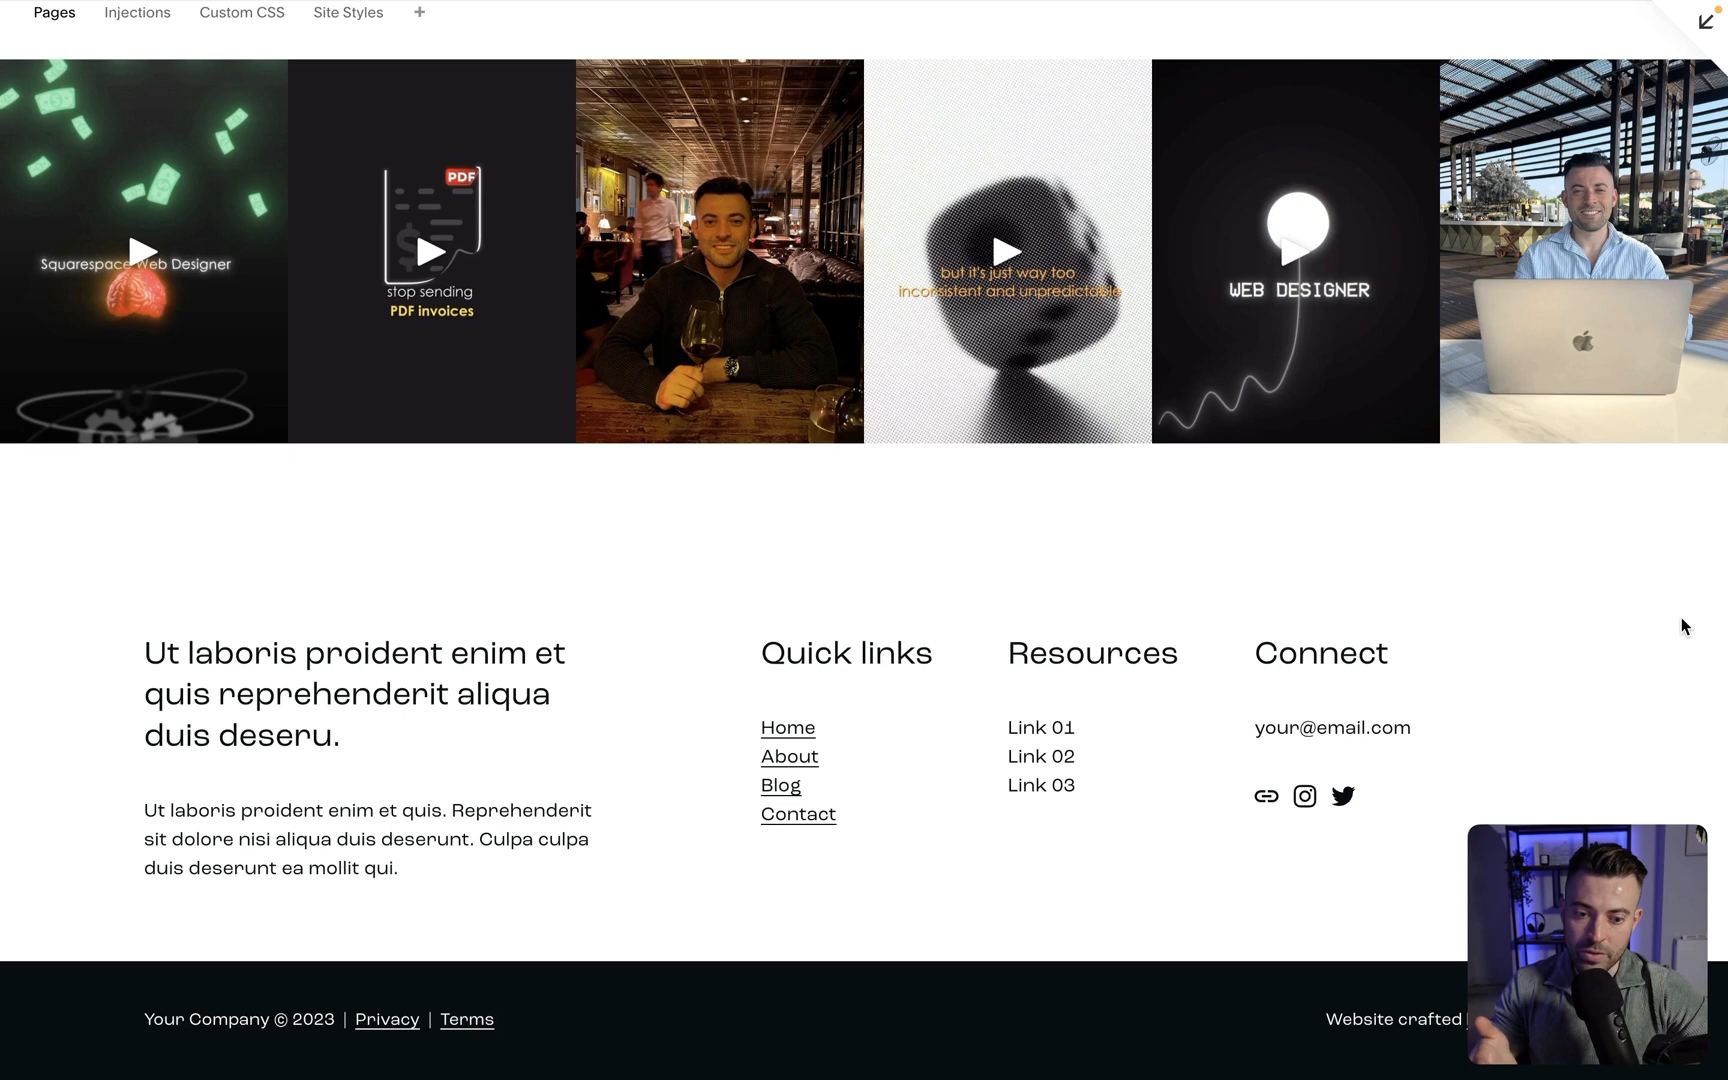 Pages Injections Custom CSS Site Styles +
Squarespace Web Designer
PDF
stop sending
PDF invoices
but it's just way too
inconsistent and unpredictable
WEB DESIGNER
Ut laboris proident enim et
quis reprehenderit aliqua
duis deseru.
Ut laboris proident enim et quis. Reprehenderit
sit dolore nisi aliqua duis deserunt. Culpa culpa
duis deserunt ea mollit qui.
Quick links
Home
About
Blog
Contact
Resources
Link 01
Link 02
Link 03
Connect
your@email.com
Your Company © 2023 | Privacy | Terms
Website crafted